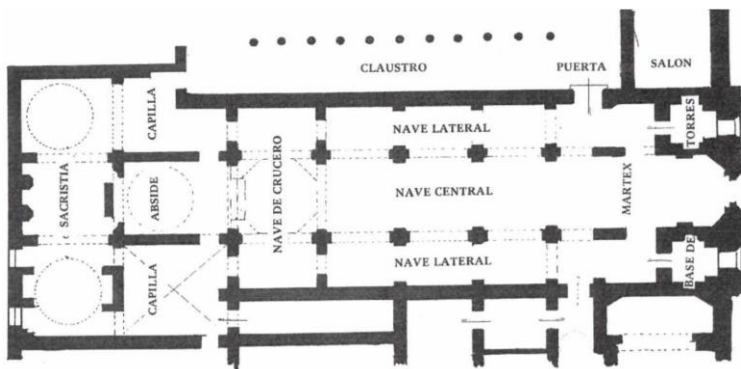 CLAUSTRO
PUERTA
SALON
CAPILLA
NAVE LATERAL
TORRES
SACRISTIA
ABSIDE
NAVE DE CRUCERO
NAVE CENTRAL
MARTEX
CAPILLA
NAVE LATERAL
BASE DE